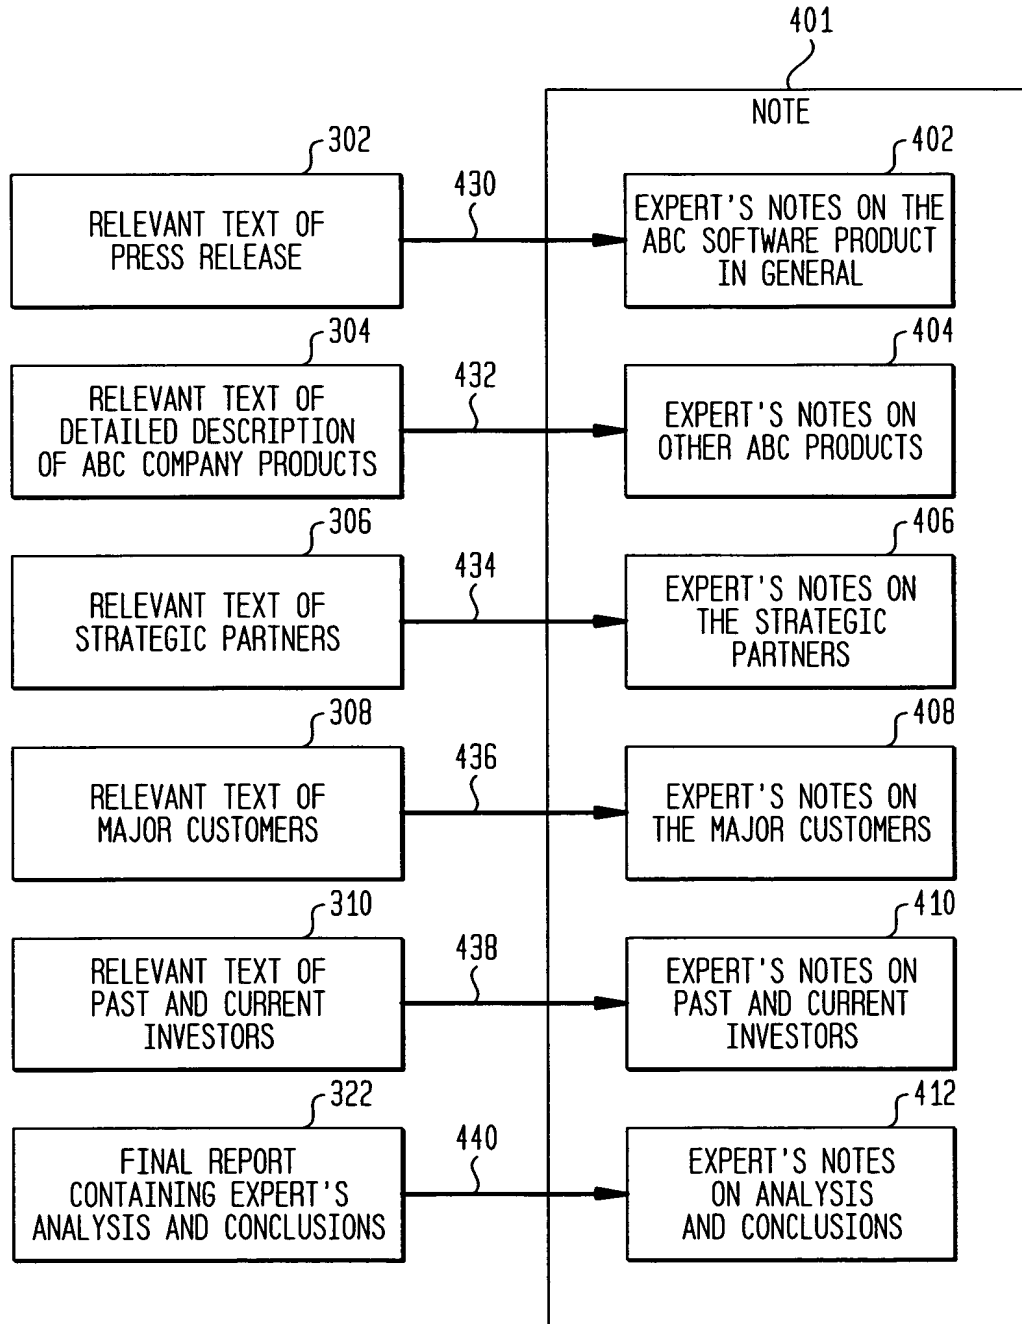 401
NOTE
302
RELEVANT TEXT OF
PRESS RELEASE
430
402
EXPERT'S NOTES ON THE
ABC SOFTWARE PRODUCT
IN GENERAL
304
RELEVANT TEXT OF
DETAILED DESCRIPTION
OF ABC COMPANY PRODUCTS
432
404
EXPERT'S NOTES ON
OTHER ABC PRODUCTS
306
RELEVANT TEXT OF
STRATEGIC PARTNERS
434
406
EXPERT'S NOTES ON
THE STRATEGIC
PARTNERS
308
RELEVANT TEXT OF
MAJOR CUSTOMERS
436
408
EXPERT'S NOTES ON
THE MAJOR CUSTOMERS
310
RELEVANT TEXT OF
PAST AND CURRENT
INVESTORS
438
410
EXPERT'S NOTES ON
PAST AND CURRENT
INVESTORS
322
FINAL REPORT
CONTAINING EXPERT'S
ANALYSIS AND CONCLUSIONS
440
412
EXPERT'S NOTES
ON ANALYSIS
AND CONCLUSIONS